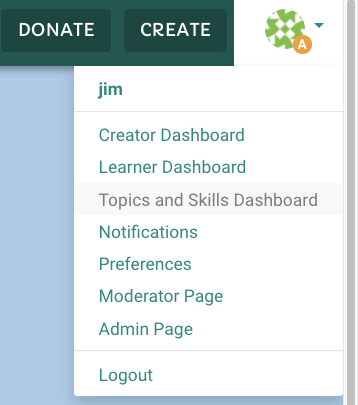 DONATE CREATE A
jim
Creator Dashboard
Learner Dashboard
Topics and Skills Dashboard
Notifications
Preferences
Moderator Page
Admin Page
Logout